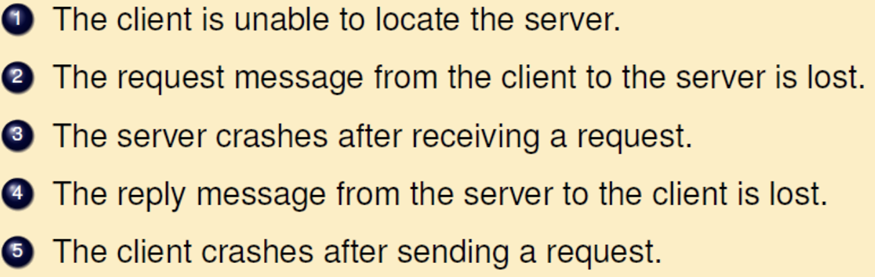 1 The client is unable to locate the server.
2 The request message from the client to the server is lost.
3 The server crashes after receiving a request.
4 The reply message from the server to the client is lost.
5 The client crashes after sending a request.